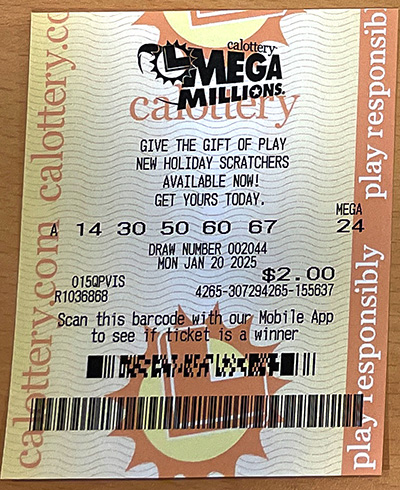 calottery
MEGA
MILLIONS.
calottery
GIVE THE GIFT OF PLAY
NEW HOLIDAY SCRATCHERS
AVAILABLE NOW!
GET YOURS TODAY.
MEGA
A 14 30 50 60 67 24
DRAW NUMBER 002044
MON JAN 20 2025
$2.00
015QPVIS
R1036868 4265-307294265-155637
Scan this barcode with our Mobile App
to see if ticket is a winner
calottery.com calottery.co
play responsibly play responsib